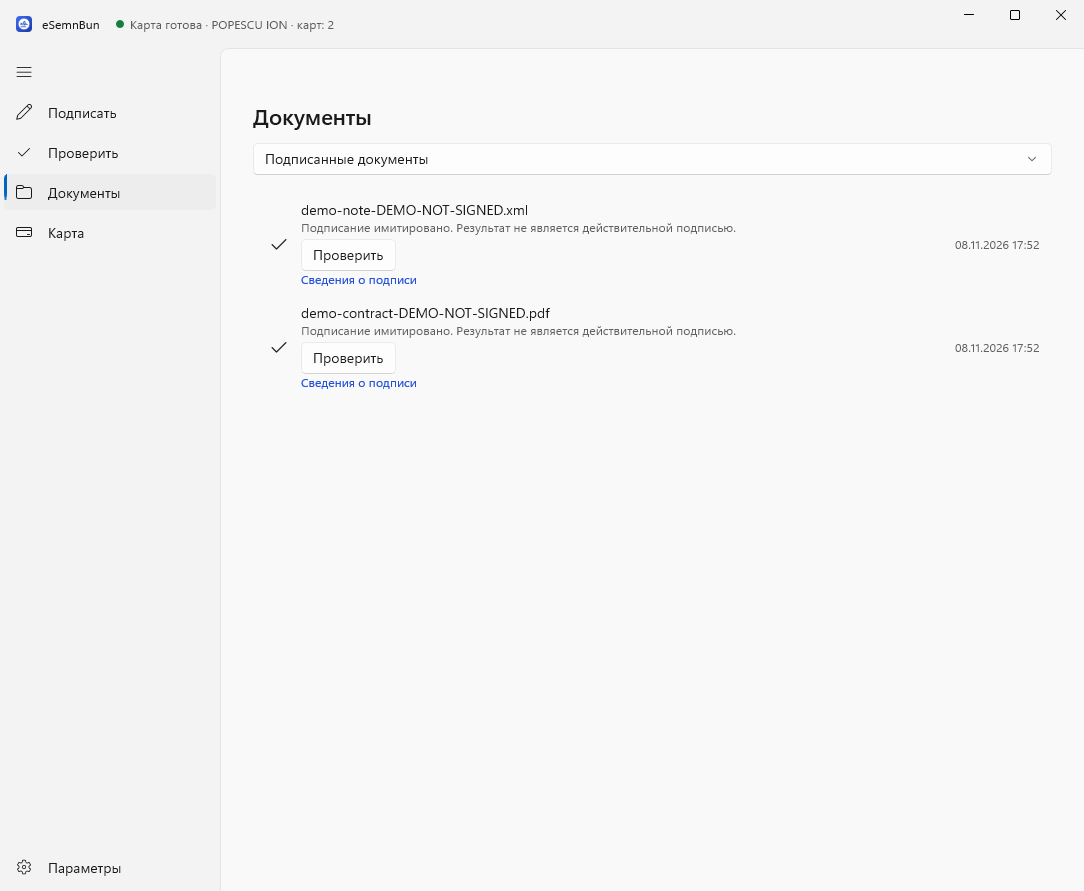 eSemnBun
Карта готова · POPESCU ION · карт: 2
Подписать
Проверить
Документы
Карта
Параметры
Документы
Подписанные документы
demo-note-DEMO-NOT-SIGNED.xml
Подписание имитировано. Результат не является действительной подписью.
08.11.2026 17:52
Проверить
Сведения о подписи
demo-contract-DEMO-NOT-SIGNED.pdf
Подписание имитировано. Результат не является действительной подписью.
08.11.2026 17:52
Проверить
Сведения о подписи